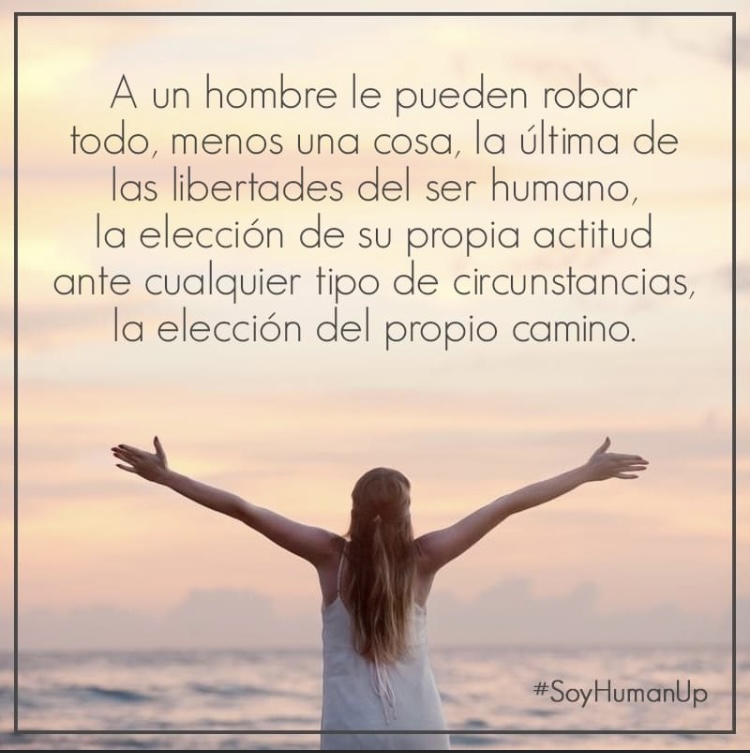 A un hombre le pueden robar
todo, menos una cosa, la última de
las libertades del ser humano,
la elección de su propia actitud
ante cualquier tipo de circunstancias,
la elección del propio camino.
#SoyHumanUp